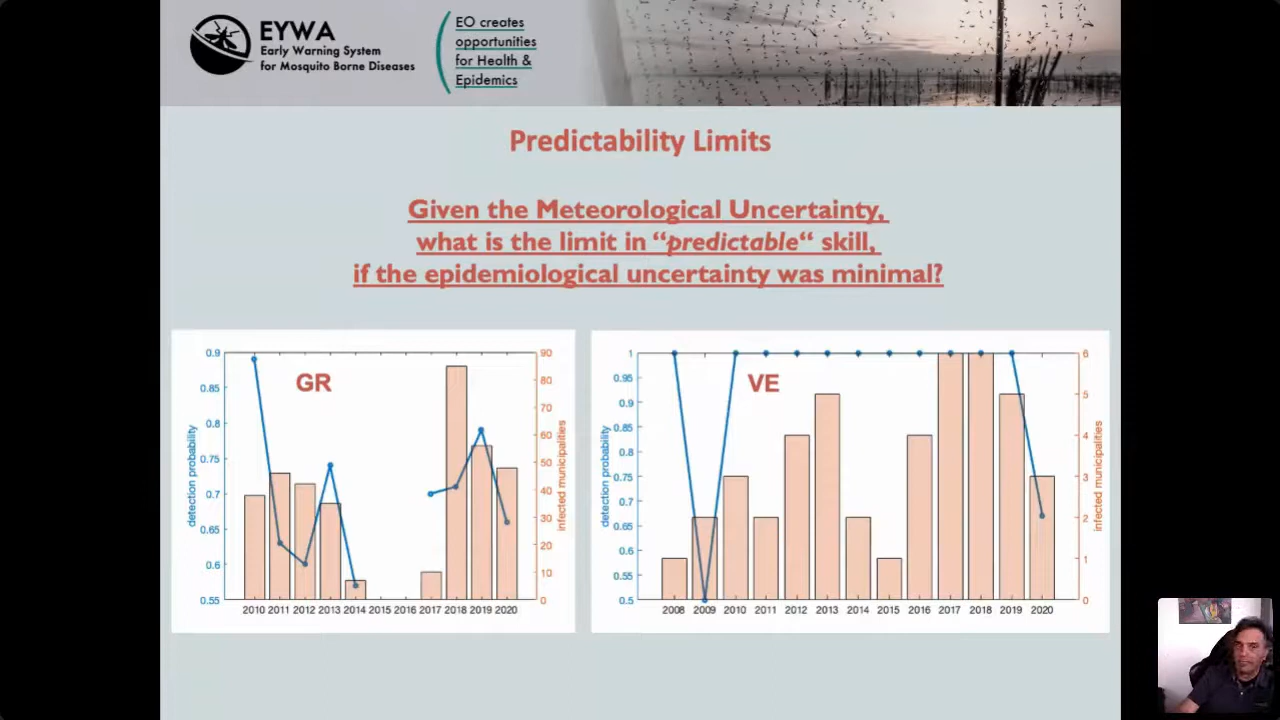 EYWA
Early Warning System
for Mosquito Borne Diseases
EO creates
opportunities
for Health &
Epidemics
Predictability Limits
Given the Meteorological Uncertainty,
what is the limit in “predictable“ skill,
if the epidemiological uncertainty was minimal?
GR
detection probability
0.9
0.85
0.8
0.75
0.7
0.65
0.6
0.55
90
80
70
60
50
40
30
20
10
0
infected municipalities
2010 2011 2012 2013 2014 2015 2016 2017 2018 2019 2020
VE
detection probability
1
0.95
0.9
0.85
0.8
0.75
0.7
0.65
0.6
0.55
0.5
6
5
4
3
2
1
0
infected municipalities
2008 2009 2010 2011 2012 2013 2014 2015 2016 2017 2018 2019 2020